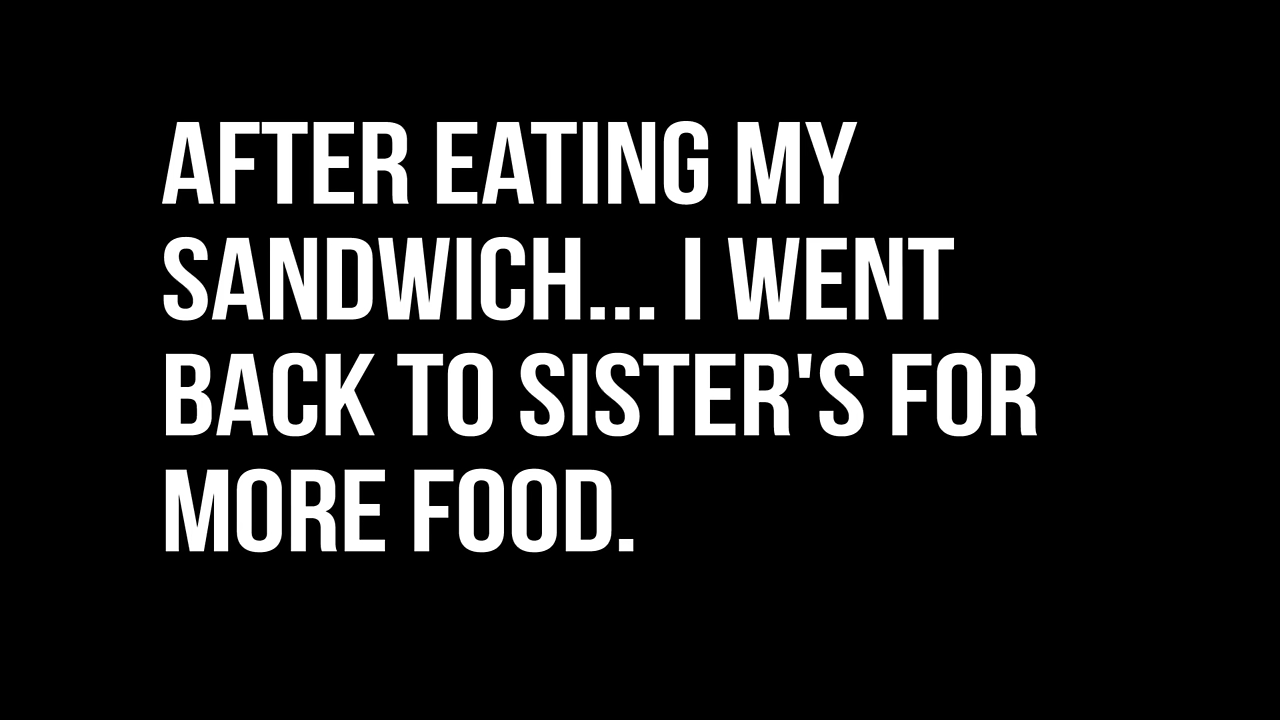 AFTER EATING MY
SANDWICH... I WENT
BACK TO SISTER'S FOR
MORE FOOD.